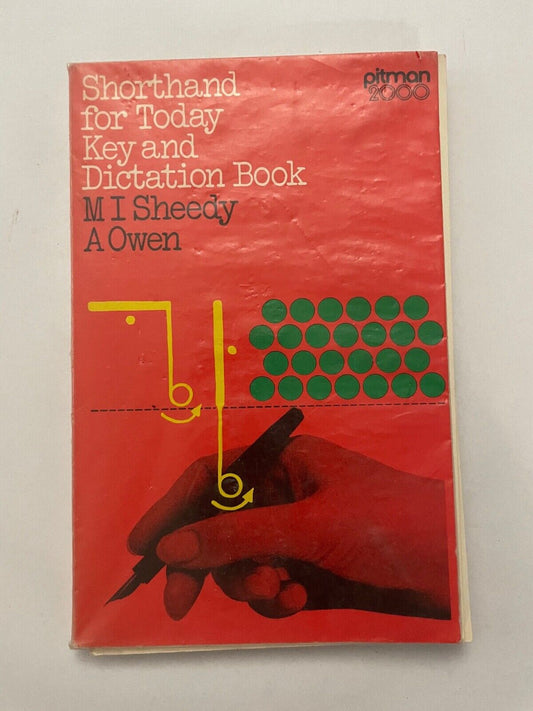 Shorthand
for Today
Key and
Dictation Book
M I Sheedy
A Owen
pitman
2000